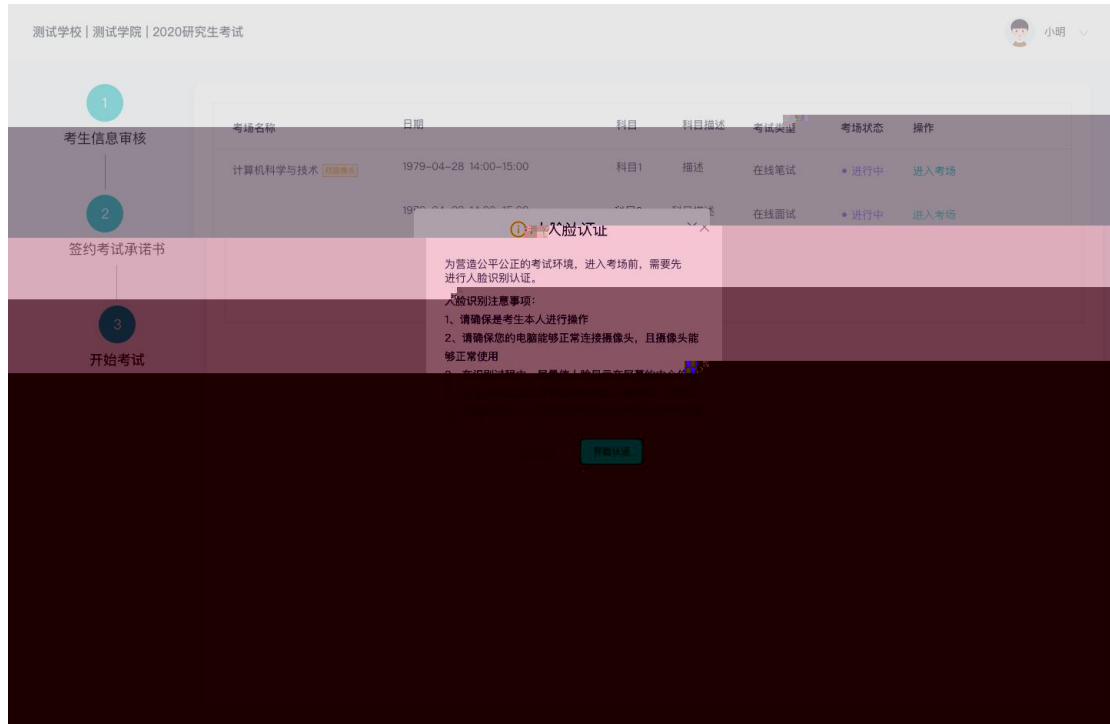 测试学校 | 测试学院 | 2020研究生考试
小明
1
考生信息审核
2
签约考试承诺书
3
开始考试
考场名称 日期 科目 科目描述 考试类型 考场状态 操作
计算机科学与技术 1979-04-28 14:00-15:00 科目1 描述 在线笔试 进行中 进入考场
在线面试 进行中 进入考场
人脸认证
为营造公平公正的考试环境，进入考场前，需要先
进行人脸识别认证。
人脸识别注意事项：
1、请确保是考生本人进行操作
2、请确保您的电脑能够正常连接摄像头，且摄像头能
够正常使用